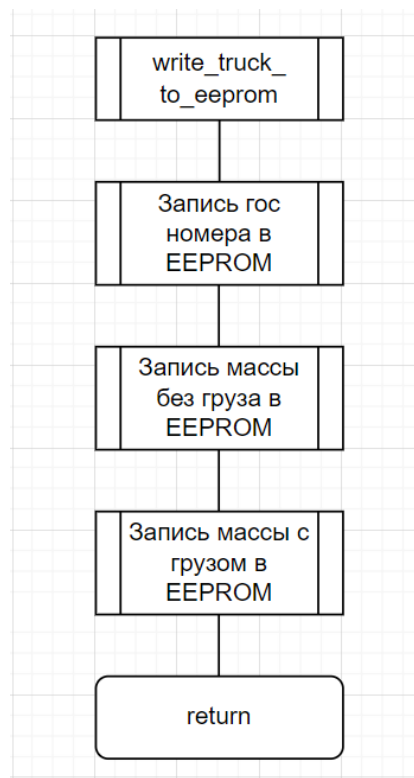 write_truck_
to_eeprom
Запись гос
номера в
EEPROM
Запись массы
без груза в
EEPROM
Запись массы с
грузом в
EEPROM
return